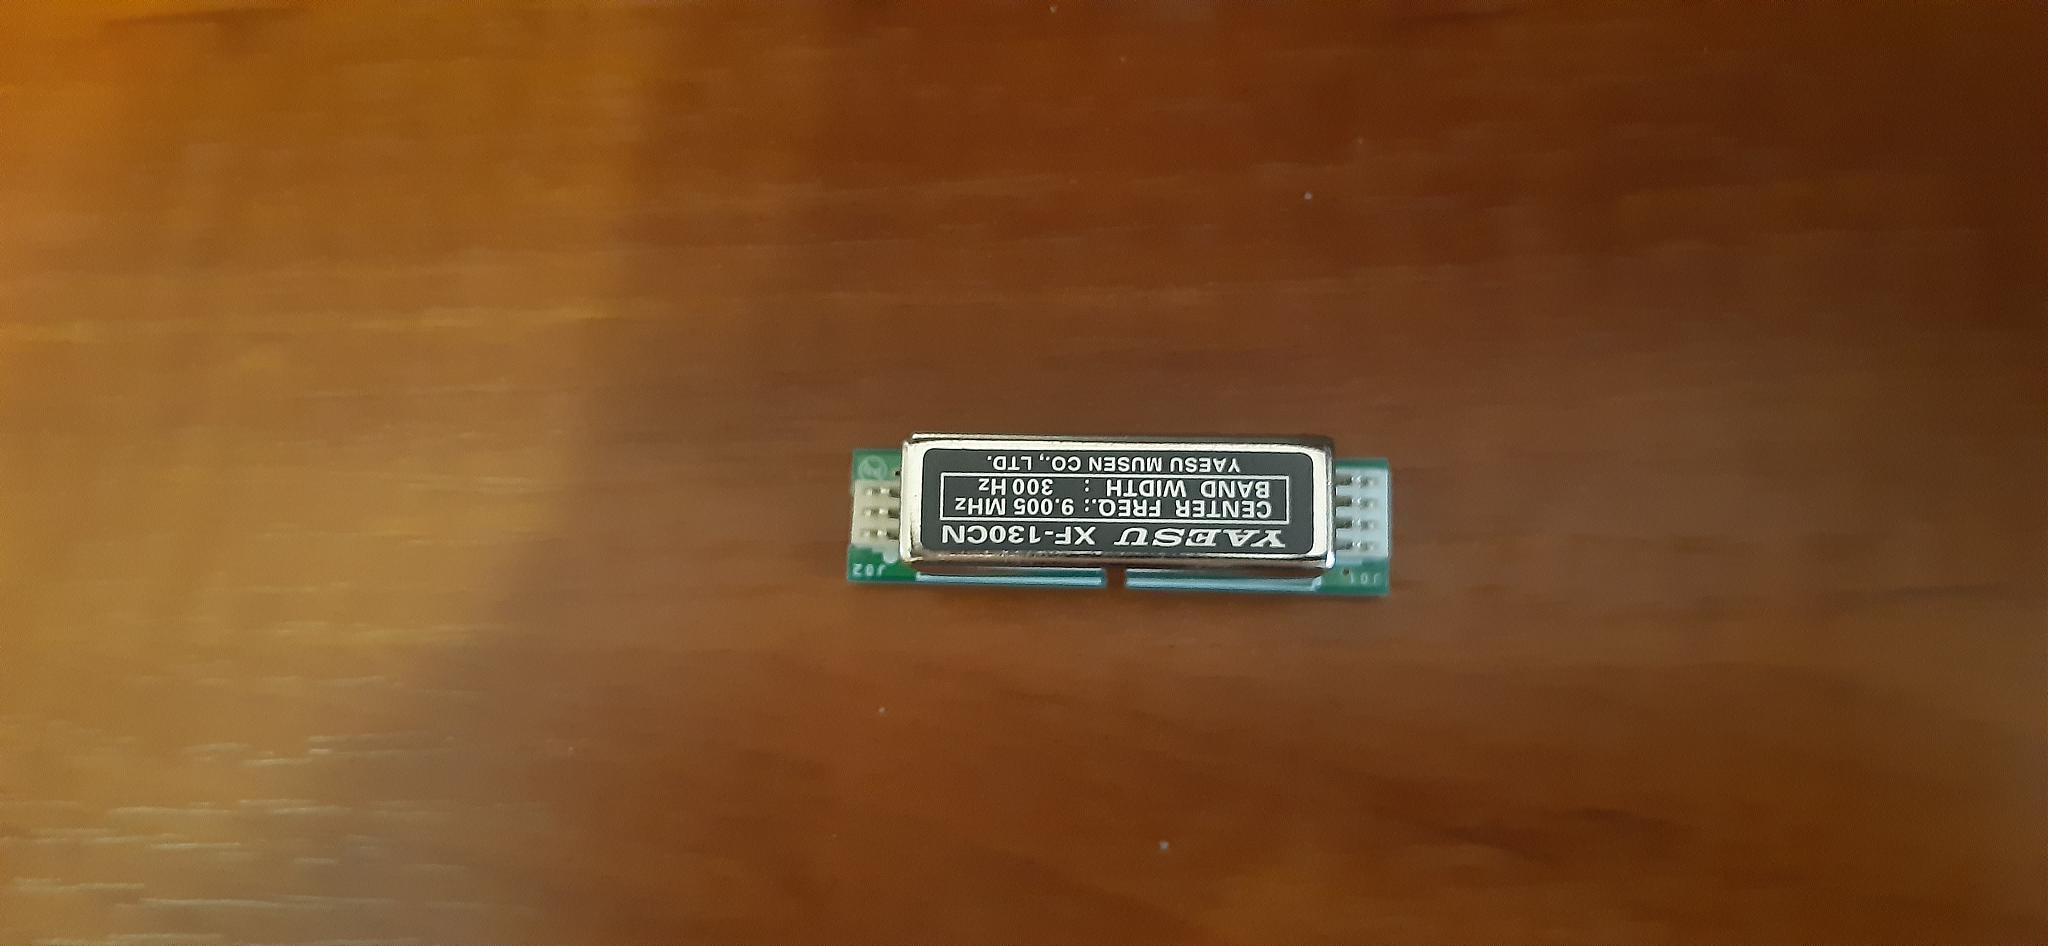 YAESU XF-130CN
CENTER FREQ.: 9.005 MHz
BAND WIDTH : 300 Hz
YAESU MUSEN CO., LTD.
J01
J02